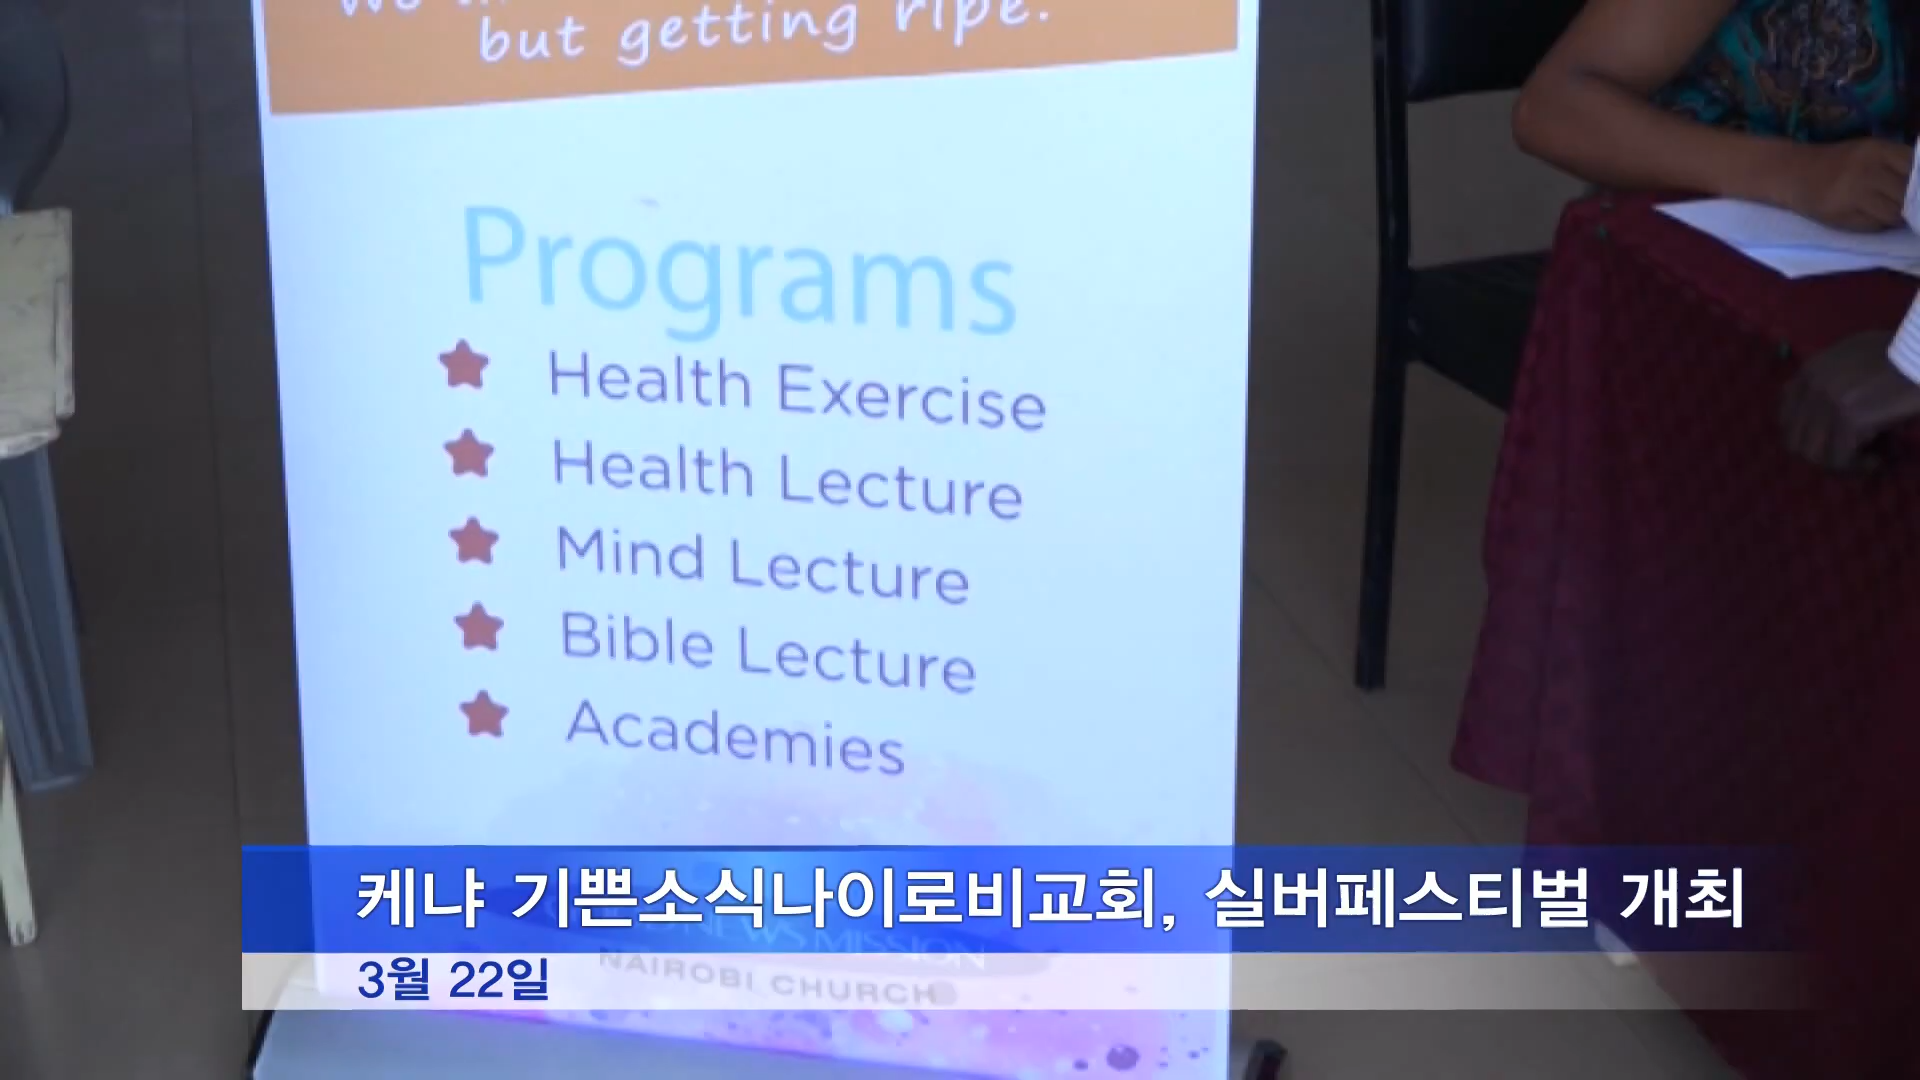 but getting ripe.
Programs
Health Exercise
Health Lecture
Mind Lecture
Bible Lecture
Academies
케냐 기쁜소식나이로비교회, 실버페스티벌 개최
NEWS MISSION
NAIROBI CHURCH
3월 22일